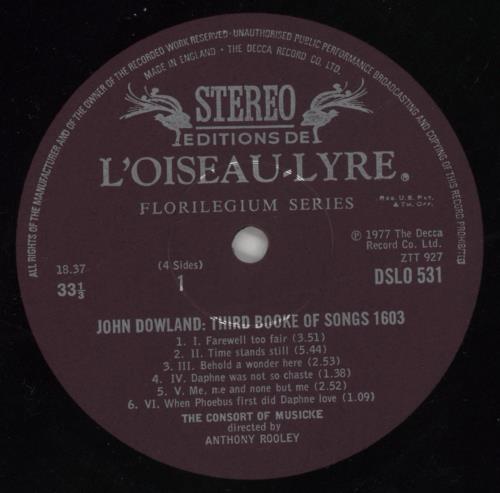 ALL RIGHTS OF THE MANUFACTURER AND OF THE OWNER OF THE RECORDED WORK RESERVED · UNAUTHORISED PUBLIC PERFORMANCE BROADCASTING AND COPYING OF THIS RECORD PROHIBITED
MADE IN ENGLAND · THE DECCA RECORD CO. LTD.
STEREO
EDITIONS DE
L'OISEAU-LYRE®
FLORILEGIUM SERIES
REG. U.S. PAT. & TM. OFF.
℗ 1977 The Decca
Record Co. Ltd.
ZTT 927
18.37
(4 Sides)
33⅓
1
DSLO 531
JOHN DOWLAND: THIRD BOOKE OF SONGS 1603
1. I. Farewell too fair (3.51)
2. II. Time stands still (5.44)
3. III. Behold a wonder here (2.53)
4. IV. Daphne was not so chaste (1.38)
5. V. Me, me and none but me (2.52)
6. VI. When Phoebus first did Daphne love (1.09)
THE CONSORT OF MUSICKE
directed by
ANTHONY ROOLEY